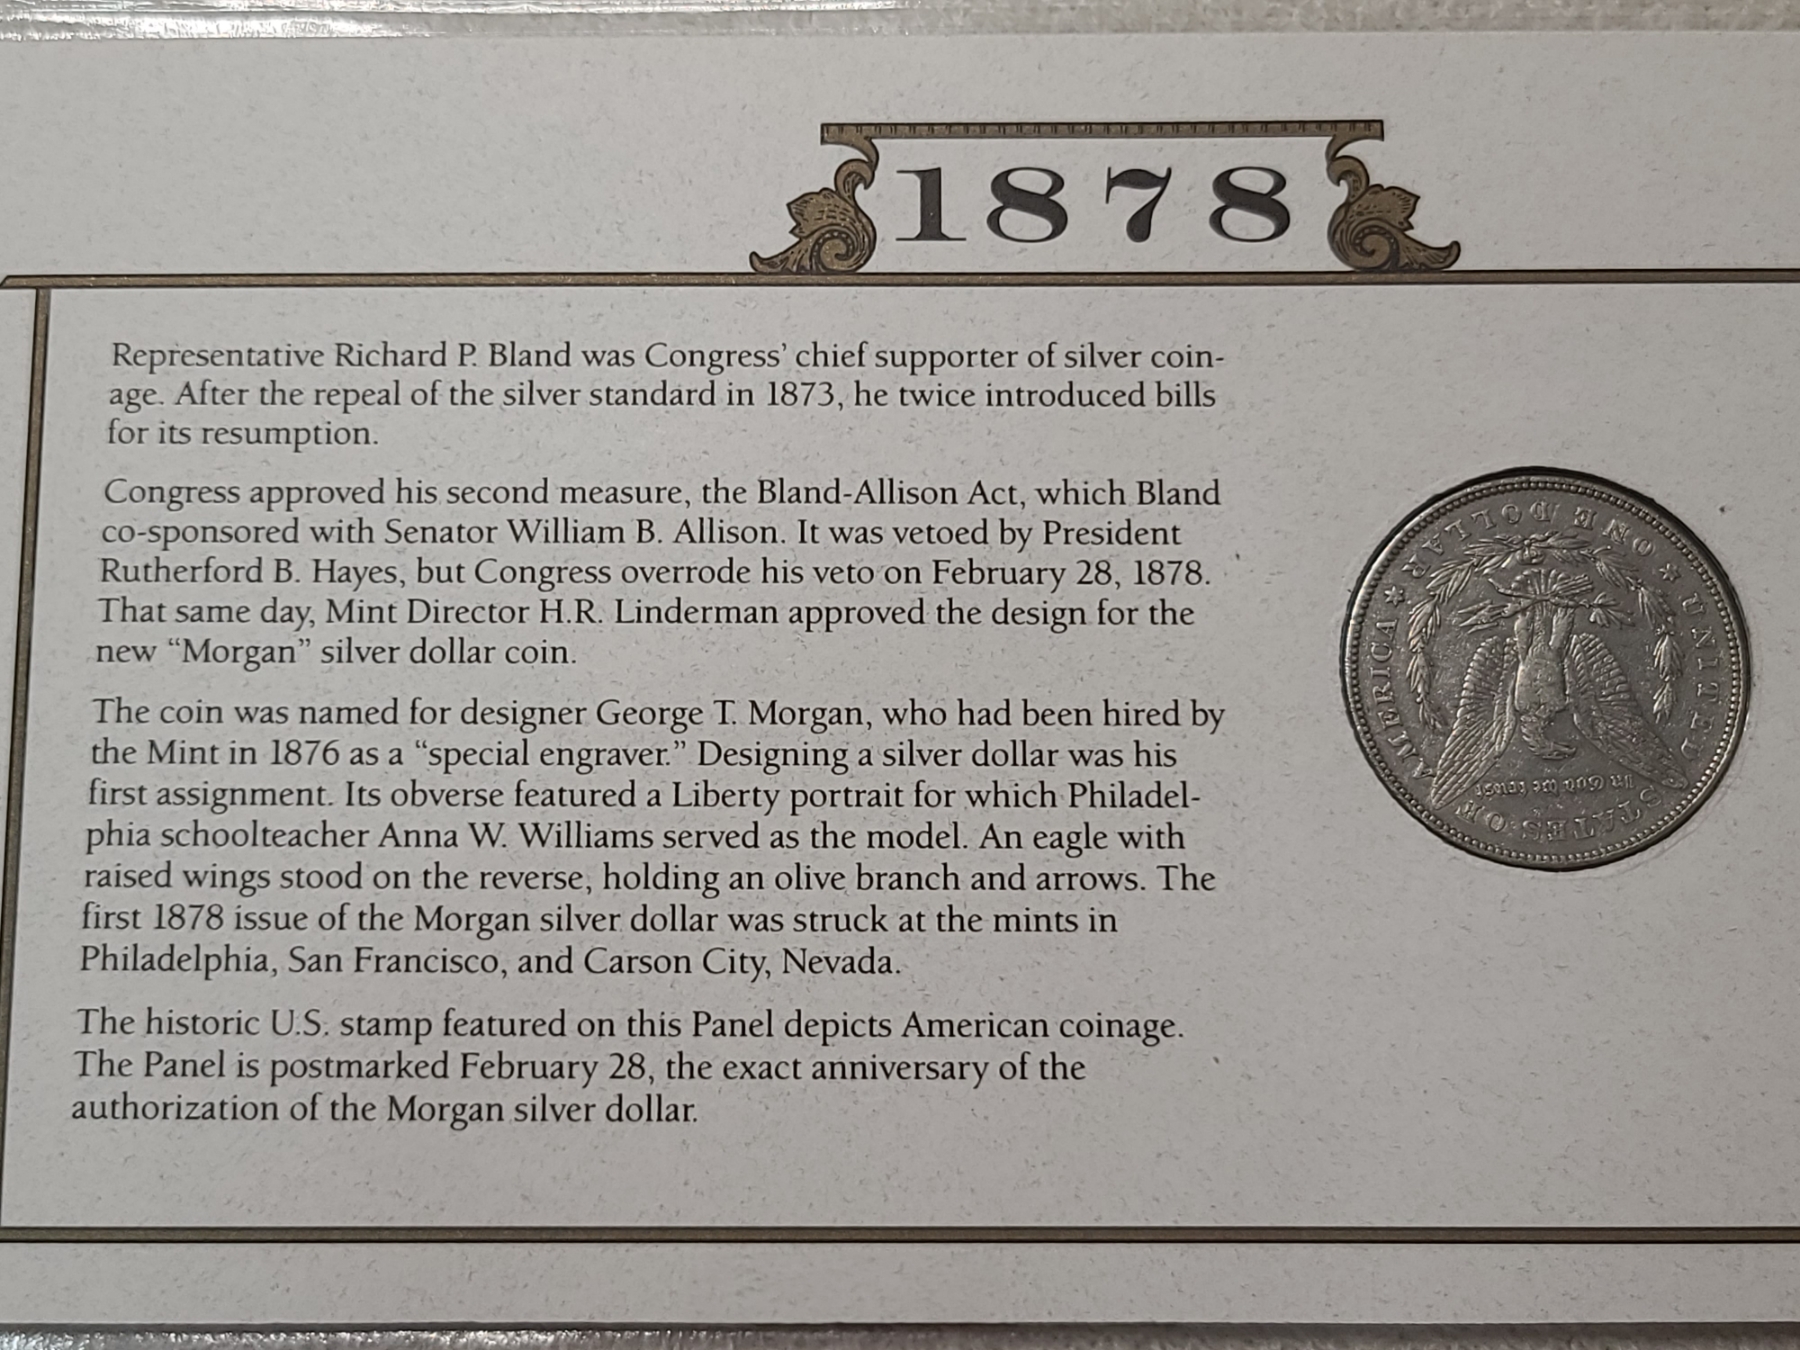 1878
Representative Richard P. Bland was Congress' chief supporter of silver coin-
age. After the repeal of the silver standard in 1873, he twice introduced bills
for its resumption.
Congress approved his second measure, the Bland-Allison Act, which Bland
co-sponsored with Senator William B. Allison. It was vetoed by President
Rutherford B. Hayes, but Congress overrode his veto on February 28, 1878.
That same day, Mint Director H.R. Linderman approved the design for the
new “Morgan” silver dollar coin.
The coin was named for designer George T. Morgan, who had been hired by
the Mint in 1876 as a “special engraver.” Designing a silver dollar was his
first assignment. Its obverse featured a Liberty portrait for which Philadel-
phia schoolteacher Anna W. Williams served as the model. An eagle with
raised wings stood on the reverse, holding an olive branch and arrows. The
first 1878 issue of the Morgan silver dollar was struck at the mints in
Philadelphia, San Francisco, and Carson City, Nevada.
The historic U.S. stamp featured on this Panel depicts American coinage.
The Panel is postmarked February 28, the exact anniversary of the
authorization of the Morgan silver dollar.
UNITED STATES OF AMERICA
In God we trust
ONE DOLLAR